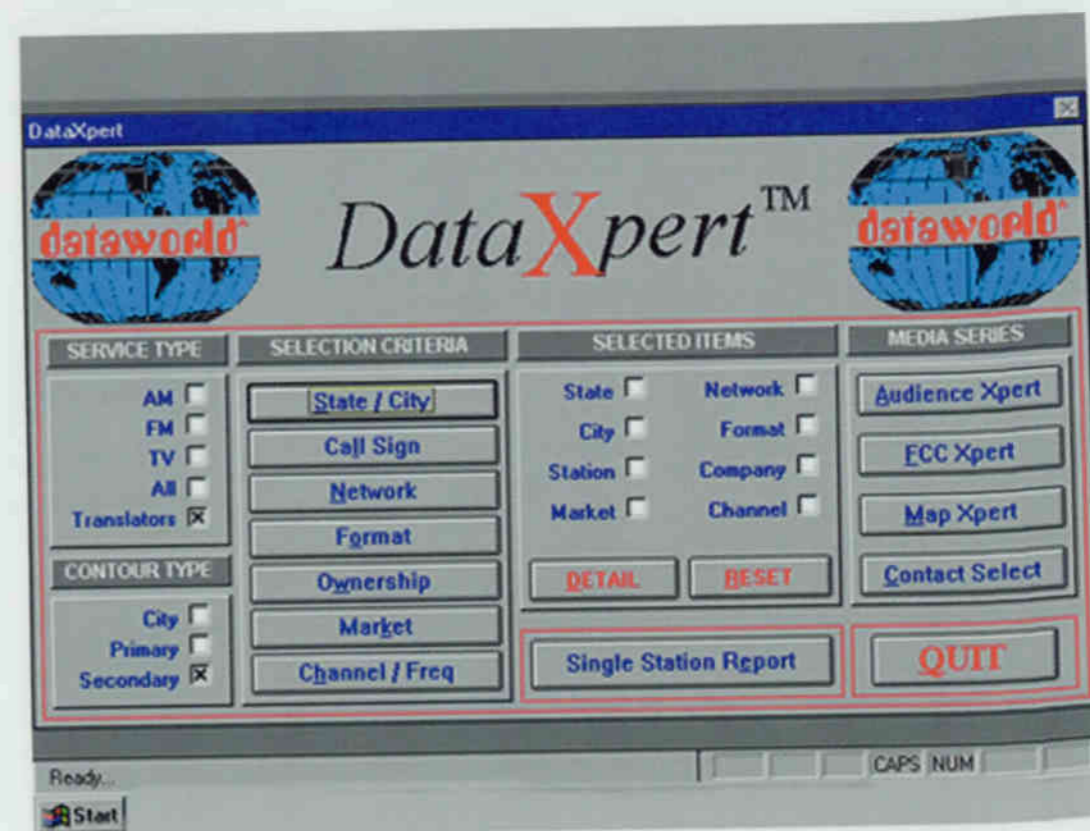 DataXpert
dataworld^
DataXpert™
dataworld^
SERVICE TYPE
AM
FM
TV
All
Translators
CONTOUR TYPE
City
Primary
Secondary
SELECTION CRITERIA
State / City
Call Sign
Network
Format
Ownership
Market
Channel / Freq
SELECTED ITEMS
State Network
City Format
Station Company
Market Channel
DETAIL RESET
Single Station Report
MEDIA SERIES
Audience Xpert
FCC Xpert
Map Xpert
Contact Select
QUIT
Ready...
CAPS NUM
Start